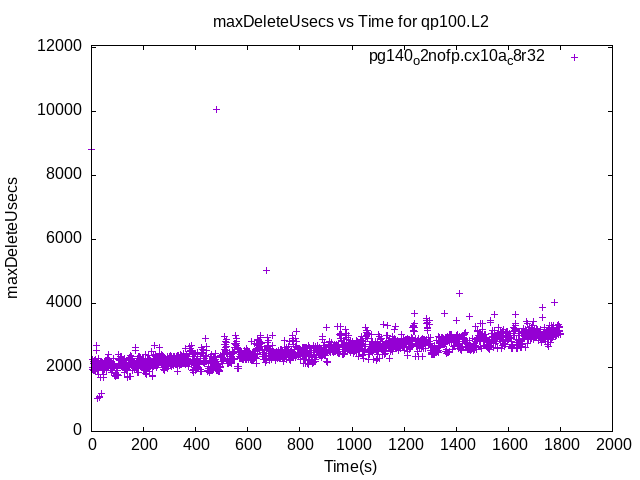 maxDeleteUsecs vs Time for qp100.L2
pg140o2nofp.cx10ac8r32
12000
10000
8000
6000
4000
2000
0
maxDeleteUsecs
0 200 400 600 800 1000 1200 1400 1600 1800 2000
Time(s)